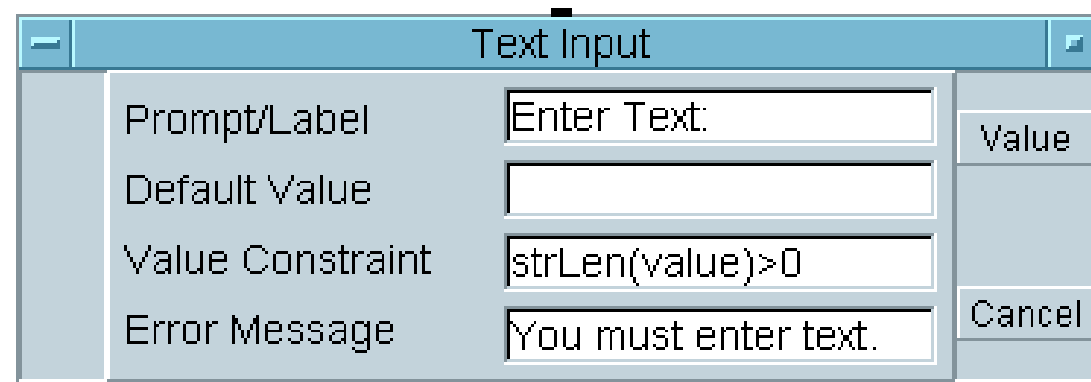 Text Input
Prompt/Label Enter Text:
Value
Default Value
Value Constraint strLen(value)>0
Error Message You must enter text.
Cancel